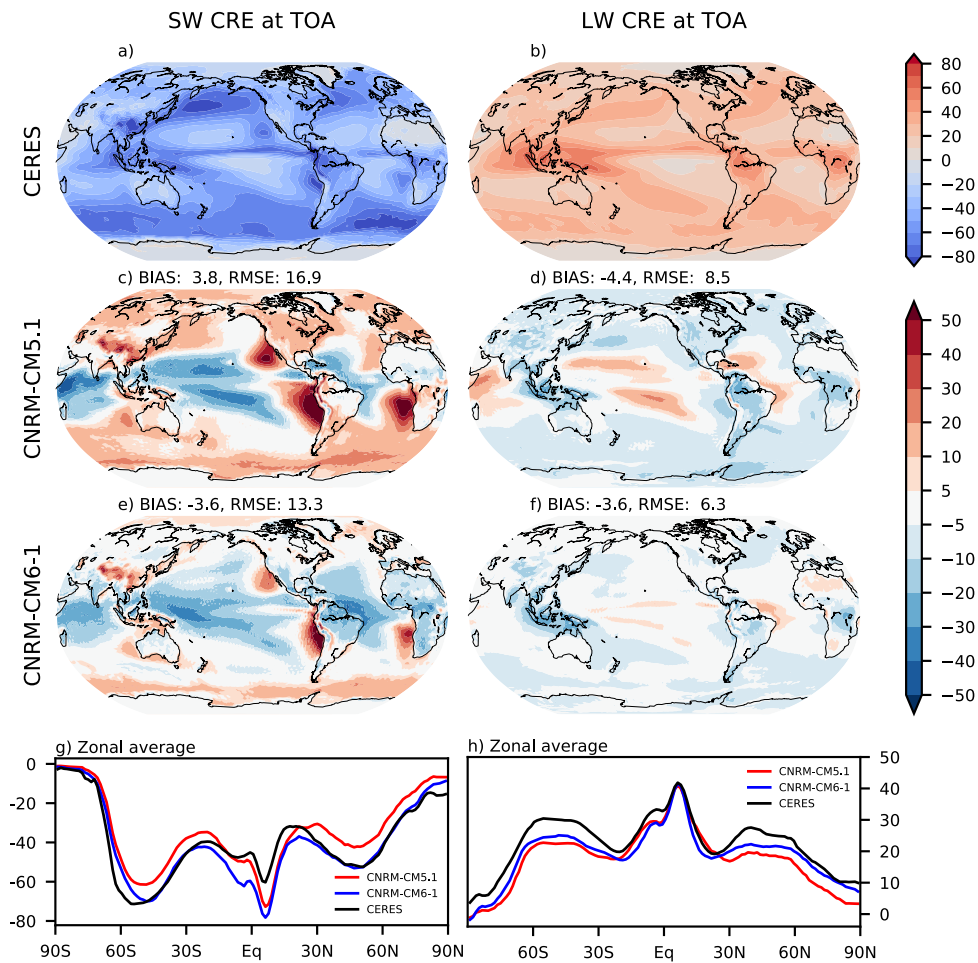 SW CRE at TOA
LW CRE at TOA
a)
b)
CERES
80
60
40
20
0
−20
−40
−60
−80
c) BIAS: 3.8, RMSE: 16.9
d) BIAS: -4.4, RMSE: 8.5
CNRM-CM5.1
e) BIAS: -3.6, RMSE: 13.3
f) BIAS: -3.6, RMSE: 6.3
CNRM-CM6-1
50
40
30
20
10
5
−5
−10
−20
−30
−40
−50
g) Zonal average
0
-20
-40
-60
-80
CNRM-CM5.1
CNRM-CM6-1
CERES
90S
60S
30S
Eq
30N
60N
90N
h) Zonal average
CNRM-CM5.1
CNRM-CM6-1
CERES
50
40
30
20
10
0
60S
30S
Eq
30N
60N
90N